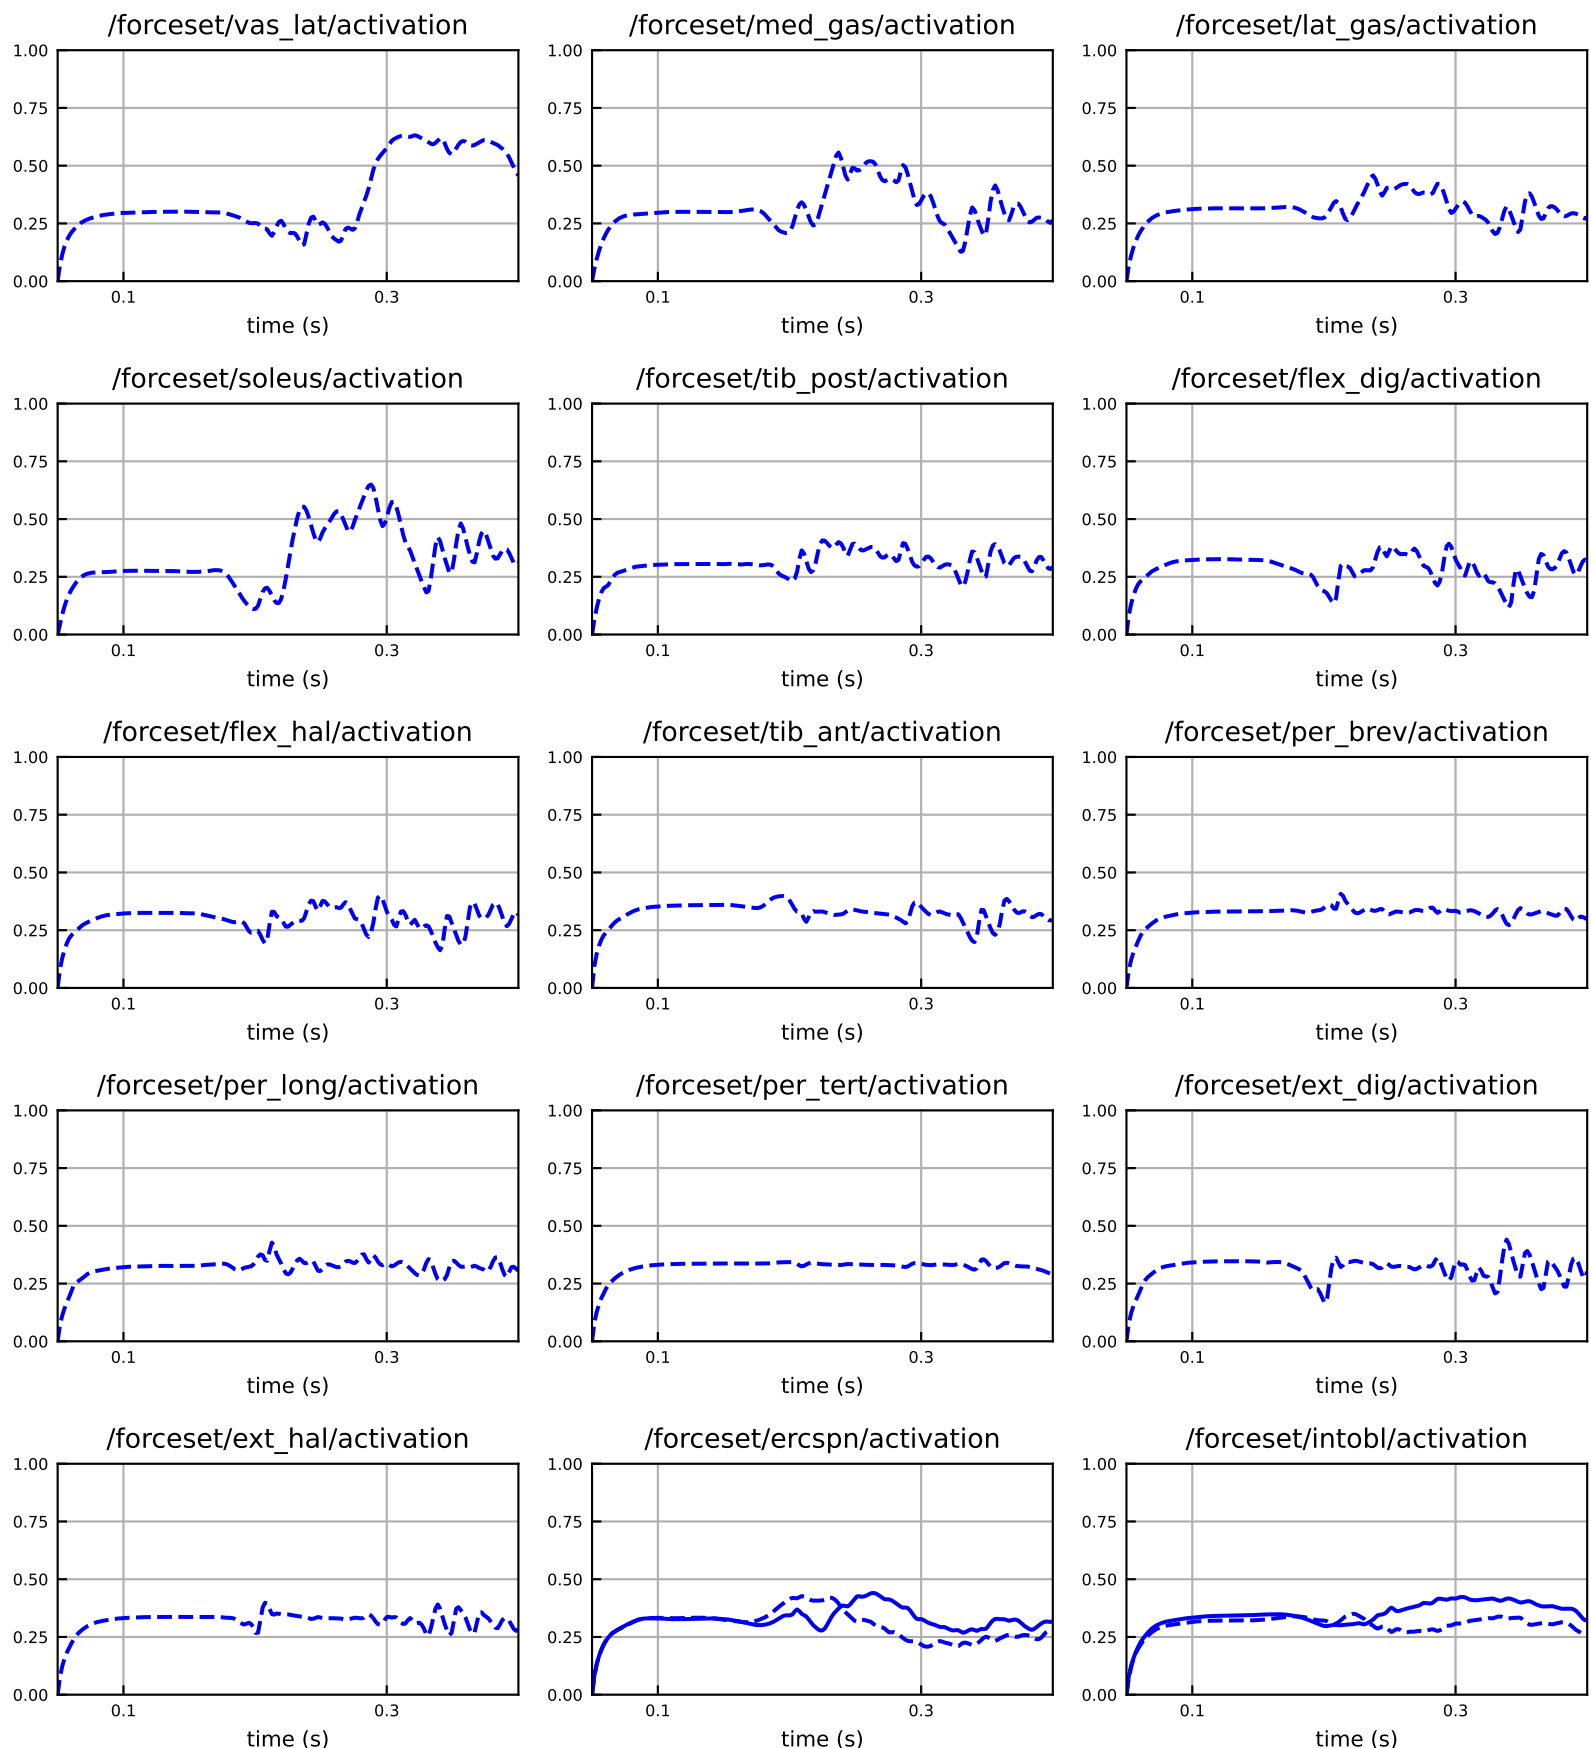 /forceset/vas_lat/activation /forceset/med_gas/activation /forceset/lat_gas/activation
1.00 1.00 1.00
0.75 0.75 0.75
0.50 0.50 0.50
0.25 0.25 0.25
0.00 0.00 0.00
0.1 0.3 0.1 0.3 0.1 0.3
time (s) time (s) time (s)
/forceset/soleus/activation /forceset/tib_post/activation /forceset/flex_dig/activation
1.00 1.00 1.00
0.75 0.75 0.75
0.50 0.50 0.50
0.25 0.25 0.25
0.00 0.00 0.00
0.1 0.3 0.1 0.3 0.1 0.3
time (s) time (s) time (s)
/forceset/flex_hal/activation /forceset/tib_ant/activation /forceset/per_brev/activation
1.00 1.00 1.00
0.75 0.75 0.75
0.50 0.50 0.50
0.25 0.25 0.25
0.00 0.00 0.00
0.1 0.3 0.1 0.3 0.1 0.3
time (s) time (s) time (s)
/forceset/per_long/activation /forceset/per_tert/activation /forceset/ext_dig/activation
1.00 1.00 1.00
0.75 0.75 0.75
0.50 0.50 0.50
0.25 0.25 0.25
0.00 0.00 0.00
0.1 0.3 0.1 0.3 0.1 0.3
time (s) time (s) time (s)
/forceset/ext_hal/activation /forceset/ercspn/activation /forceset/intobl/activation
1.00 1.00 1.00
0.75 0.75 0.75
0.50 0.50 0.50
0.25 0.25 0.25
0.00 0.00 0.00
0.1 0.3 0.1 0.3 0.1 0.3
time (s) time (s) time (s)